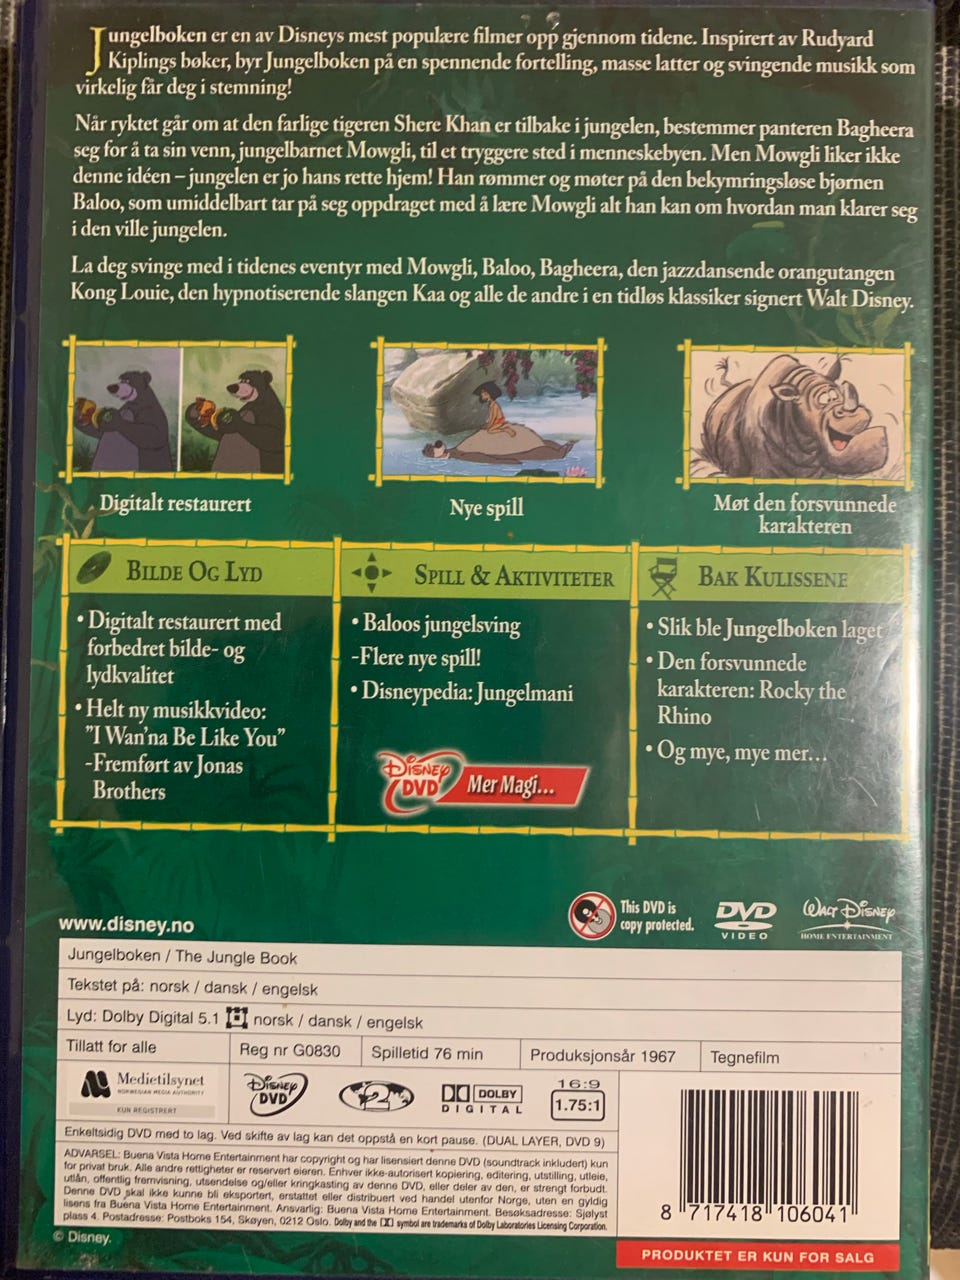 Jungelboken er en av Disneys mest populære filmer opp gjennom tidene. Inspirert av Rudyard
Kiplings bøker, byr Jungelboken på en spennende fortelling, masse latter og svingende musikk som
virkelig får deg i stemning!
Når ryktet går om at den farlige tigeren Shere Khan er tilbake i jungelen, bestemmer panteren Bagheera
seg for å ta sin venn, jungelbarnet Mowgli, til et tryggere sted i menneskebyen. Men Mowgli liker ikke
denne idéen – jungelen er jo hans rette hjem! Han rømmer og møter på den bekymringsløse bjørnen
Baloo, som umiddelbart tar på seg oppdraget med å lære Mowgli alt han kan om hvordan man klarer seg
i den ville jungelen.
La deg svinge med i tidenes eventyr med Mowgli, Baloo, Bagheera, den jazzdansende orangutangen
Kong Louie, den hypnotiserende slangen Kaa og alle de andre i en tidløs klassiker signert Walt Disney.
Digitalt restaurert
Nye spill
Møt den forsvunnede
karakteren
BILDE OG LYD
• Digitalt restaurert med
forbedret bilde- og
lydkvalitet
• Helt ny musikkvideo:
"I Wan'na Be Like You"
-Fremført av Jonas
Brothers
SPILL & AKTIVITETER
• Baloos jungelsving
-Flere nye spill!
• Disneypedia: Jungelmani
DISNEY
DVD
Mer Magi...
BAK KULISSENE
• Slik ble Jungelboken laget
• Den forsvunnede
karakteren: Rocky the
Rhino
• Og mye, mye mer...
www.disney.no
This DVD is
copy protected.
DVD
VIDEO
WALT DISNEY
HOME ENTERTAINMENT
Jungelboken / The Jungle Book
Tekstet på: norsk / dansk / engelsk
Lyd: Dolby Digital 5.1 norsk / dansk / engelsk
Tillatt for alle
Reg nr G0830
Spilletid 76 min
Produksjonsår 1967
Tegnefilm
Medietilsynet
NORWEGIAN MEDIA AUTHORITY
KUN REGISTRERT
DISNEY
DVD
2
DOLBY
DIGITAL
16:9
1.75:1
Enkeltsidig DVD med to lag. Ved skifte av lag kan det oppstå en kort pause. (DUAL LAYER, DVD 9)
ADVARSEL: Buena Vista Home Entertainment har copyright og har lisensiert denne DVD (soundtrack inkludert) kun
for privat bruk. Alle andre rettigheter er reservert eieren. Enhver ikke-autorisert kopiering, editering, utstilling, utleie,
utlån, offentlig fremvisning, utsendelse og/eller kringkasting av denne DVD, eller deler av den, er strengt forbudt.
Denne DVD skal ikke kunne bli eksportert, erstattet eller distribuert ved handel utenfor Norge, uten en gyldig
lisens fra Buena Vista Home Entertainment. Ansvarlig: Buena Vista Home Entertainment. Besøksadresse: Sjølyst
plass 4. Postadresse: Postboks 154, Skøyen, 0212 Oslo. Dolby and the DD symbol are trademarks of Dolby Laboratories Licensing Corporation.
8 717418 106041
© Disney.
PRODUKTET ER KUN FOR SALG